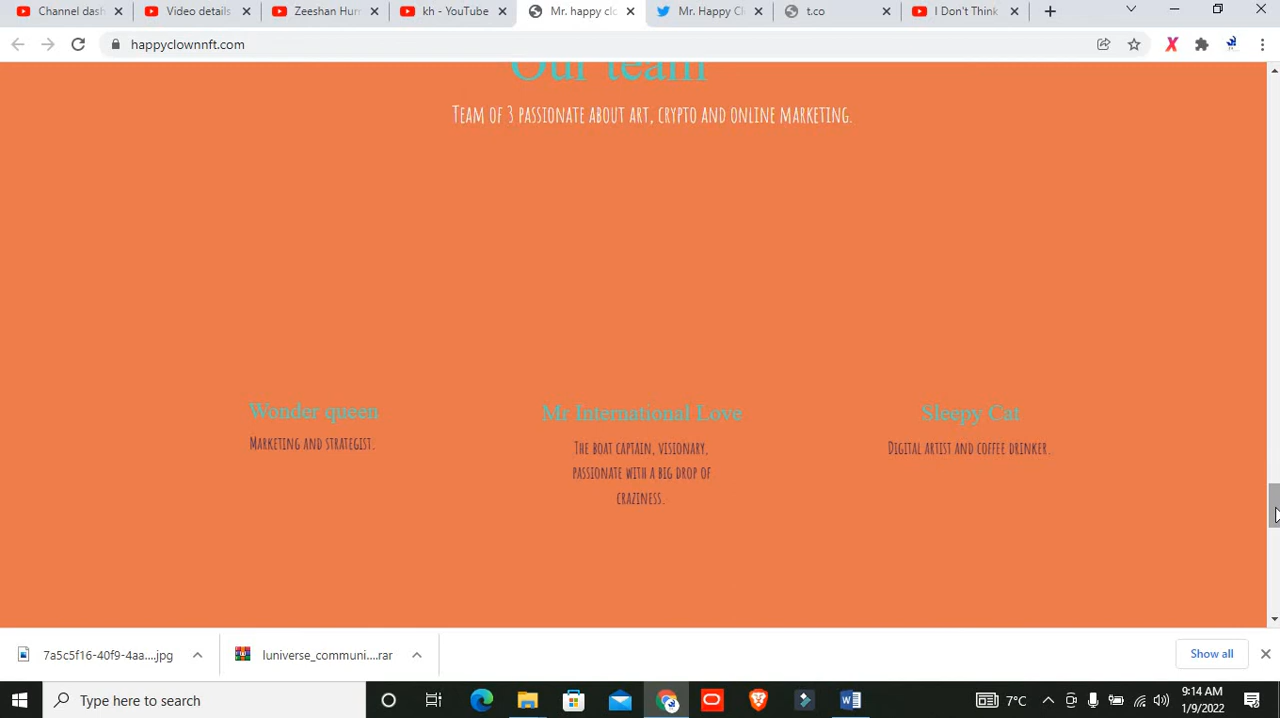 Channel dash
Video details
Zeeshan Hurr
kh - YouTube
Mr. happy clo
Mr. Happy Cl
t.co
I Don't Think
happyclownnft.com
Our team
Team of 3 passionate about art, crypto and online marketing.
Wonder queen
Mr International Love
Sleepy Cat
Marketing and strategist.
The boat captain, visionary,
passionate with a big drop of
craziness.
Digital artist and coffee drinker.
7a5c5f16-40f9-4aa....jpg
Iuniverse_communi....rar
Show all
Type here to search
7°C
9:14 AM
1/9/2022